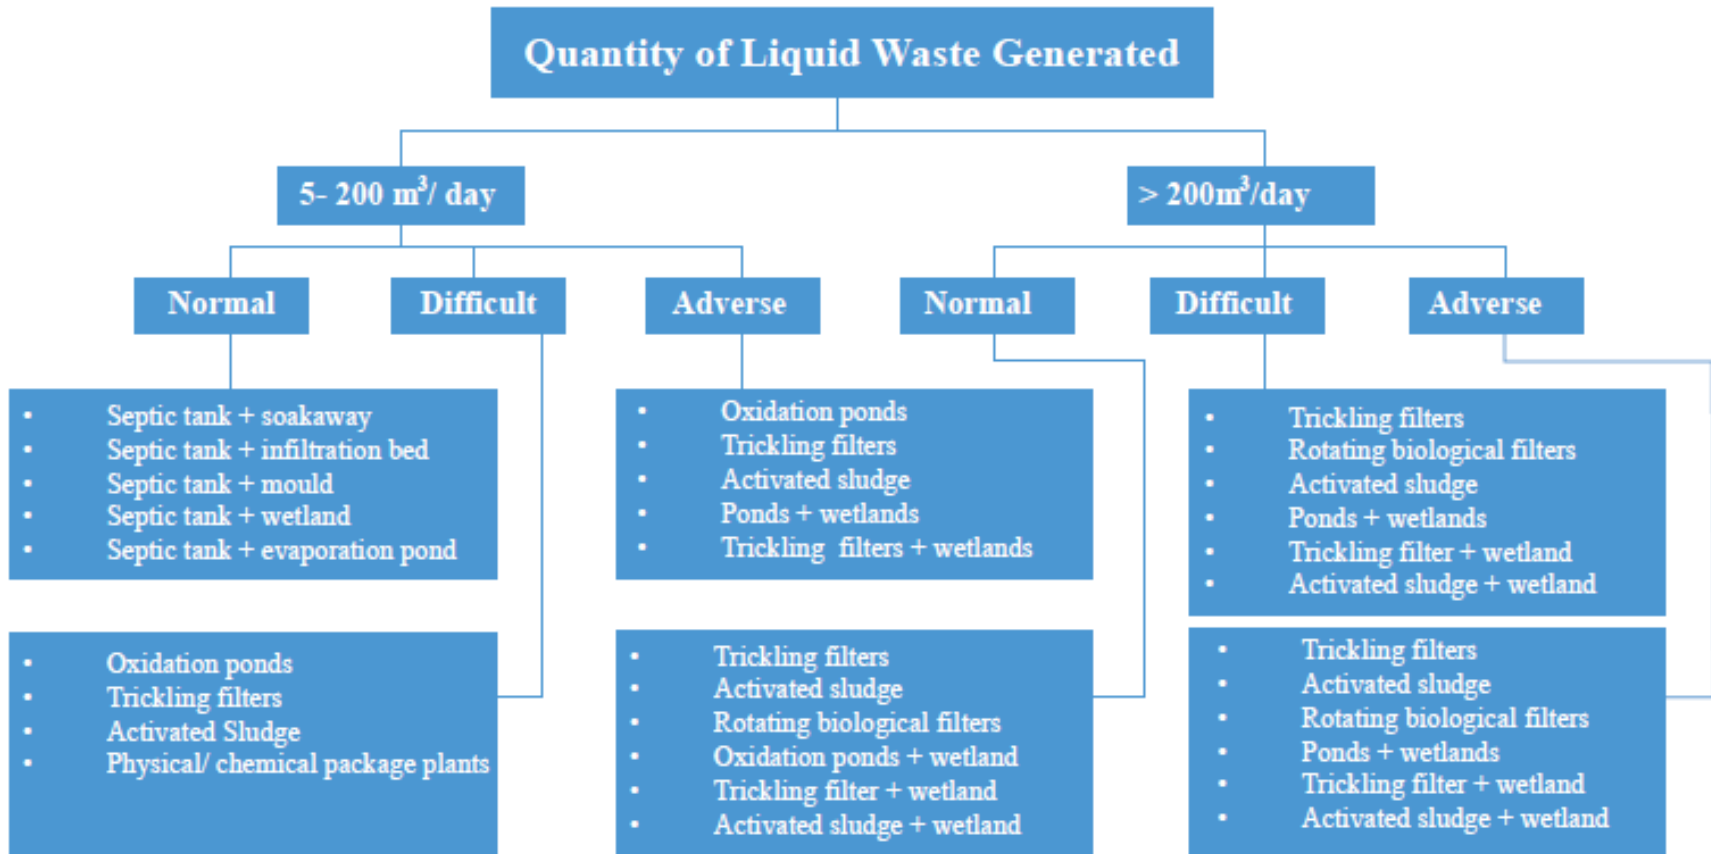 Quantity of Liquid Waste Generated
5- 200 m³/ day
> 200m³/day
Normal
Difficult
Adverse
Normal
Difficult
Adverse
• Septic tank + soakaway
• Septic tank + infiltration bed
• Septic tank + mould
• Septic tank + wetland
• Septic tank + evaporation pond
• Oxidation ponds
• Trickling filters
• Activated sludge
• Ponds + wetlands
• Trickling filters + wetlands
• Trickling filters
• Rotating biological filters
• Activated sludge
• Ponds + wetlands
• Trickling filter + wetland
• Activated sludge + wetland
• Oxidation ponds
• Trickling filters
• Activated Sludge
• Physical/ chemical package plants
• Trickling filters
• Activated sludge
• Rotating biological filters
• Oxidation ponds + wetland
• Trickling filter + wetland
• Activated sludge + wetland
• Trickling filters
• Activated sludge
• Rotating biological filters
• Ponds + wetlands
• Trickling filter + wetland
• Activated sludge + wetland